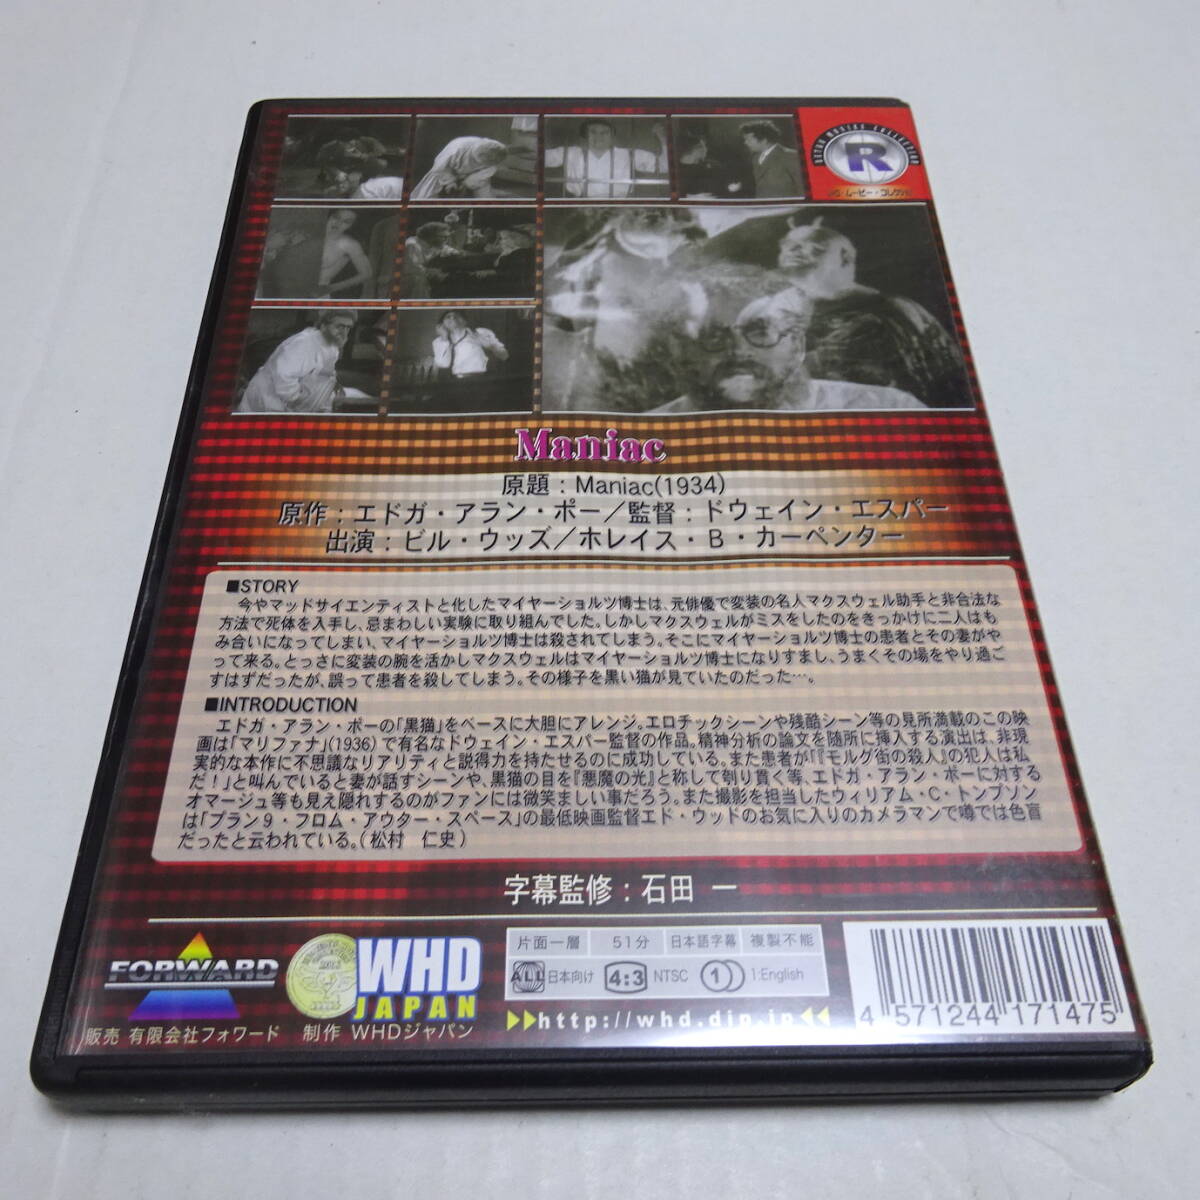 RETRO MOVIES COLLECTION
R
レトロ・ムービー・コレクション
Maniac
原題：Maniac(1934)
原作：エドガ・アラン・ポー／監督：ドウェイン・エスパー
出演：ビル・ウッズ／ホレイス・B・カーペンター
■STORY
今やマッドサイエンティストと化したマイヤーショルツ博士は、元俳優で変装の名人マクスウェル助手と非合法な
方法で死体を入手し、忌まわしい実験に取り組んでした。しかしマクスウェルがミスをしたのをきっかけに二人はも
み合いになってしまい、マイヤーショルツ博士は殺されてしまう。そこにマイヤーショルツ博士の患者とその妻がや
って来る。とっさに変装の腕を活かしマクスウェルはマイヤーショルツ博士になりすまし、うまくその場をやり過ご
すはずだったが、誤って患者を殺してしまう。その様子を黒い猫が見ていたのだった…。
■INTRODUCTION
エドガ・アラン・ポーの「黒猫」をベースに大胆にアレンジ。エロチックシーンや残酷シーン等の見所満載のこの映
画は「マリファナ」(1936)で有名なドウェイン・エスパー監督の作品。精神分析の論文を随所に挿入する演出は、非現
実的な本作に不思議なリアリティと説得力を持たせるのに成功している。また患者が「『モルグ街の殺人』の犯人は私
だ！」と叫んでいると妻が話すシーンや、黒猫の目を『悪魔の光』と称して刳り貫く等、エドガ・アラン・ポーに対する
オマージュ等も見え隠れするのがファンには微笑ましい事だろう。また撮影を担当したウィリアム・C・トンプソン
は「プラン９・フロム・アウター・スペース」の最低映画監督エド・ウッドのお気に入りのカメラマンで噂では色盲
だったと云われている。（松村　仁史）
字幕監修：石田　一
FORWARD
WHD
JAPAN
販売 有限会社フォワード
制作 WHDジャパン
片面一層 51分 日本語字幕 複製不能
ALL 日本向け 4:3 NTSC 1 1:English
▶▶http://whd.dip.jp◀◀
4 571244 171475